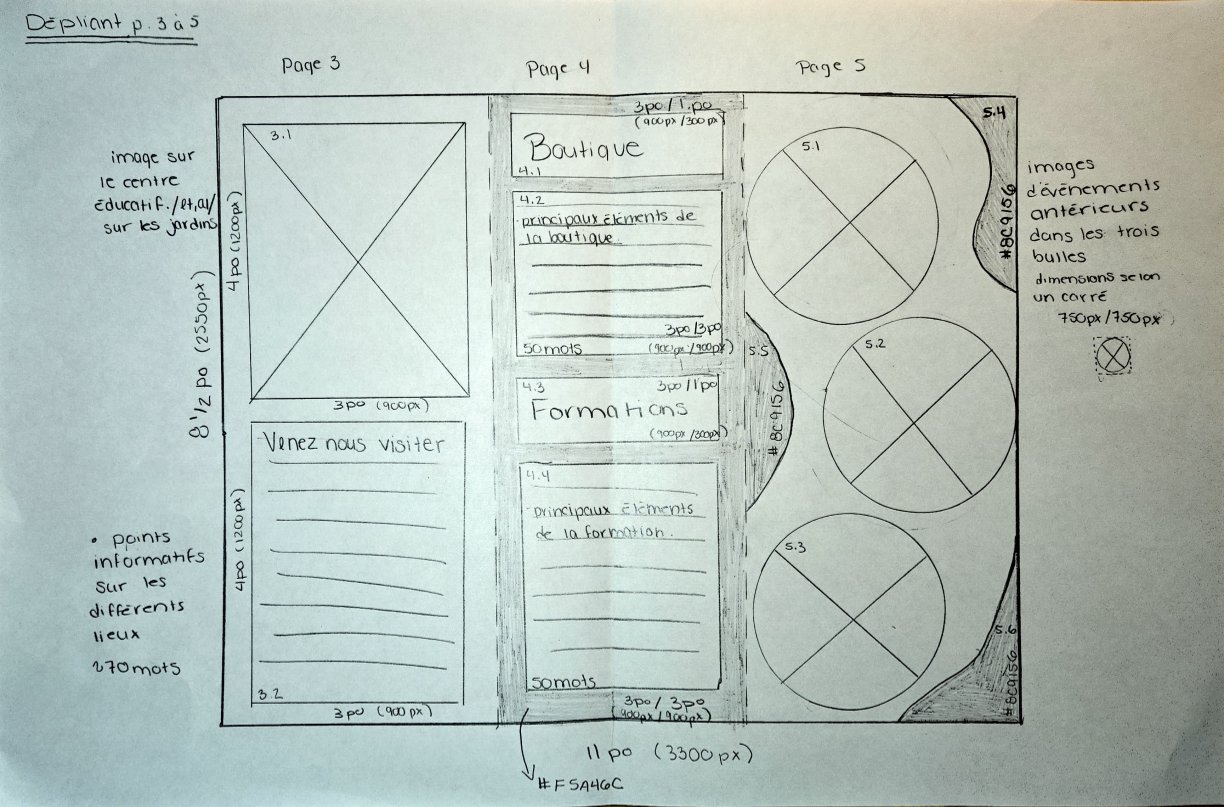 Dépliant p. 3 à 5
Page 3
Page 4
Page 5
image sur
le centre
éducatif./et,ou/
sur les jardins
8 1/2 po (2550px)
3.1
4po (1200px)
3po (900px)
Venez nous visiter
4po (1200px)
3.2
3po (900px)
• points
informatifs
sur les
différents
lieux
~70mots
3po/1.po
(900px/300px)
Boutique
4.1
4.2
principaux éléments de
la boutique.
3po/3po
50mots
(900px/900px)
4.3
3po/1po
Formations
(900px/300px)
4.4
principaux éléments
de la formation.
50mots
3po/3po
(900px/900px)
11po (3300px)
#F5A46C
5.1
5.2
5.3
5.4
#8C9156
5.5
#8C9156
5.6
#8C9156
images
d'événements
antérieurs
dans les trois
bulles
dimensions selon
un carré
750px/750px